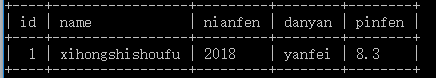 id | name | nianfen | danyan | pinfen |
1 | xihongshishoufu | 2018 | yanfei | 8.3 |